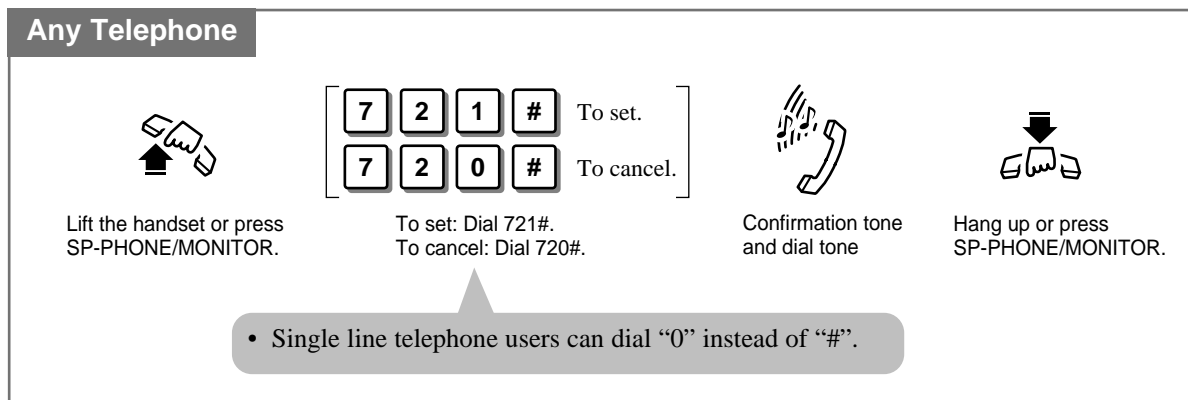 Any Telephone
7 2 1 # To set.
7 2 0 # To cancel.
Lift the handset or press
SP-PHONE/MONITOR.
To set: Dial 721#.
To cancel: Dial 720#.
Confirmation tone
and dial tone
Hang up or press
SP-PHONE/MONITOR.
• Single line telephone users can dial “0” instead of “#”.